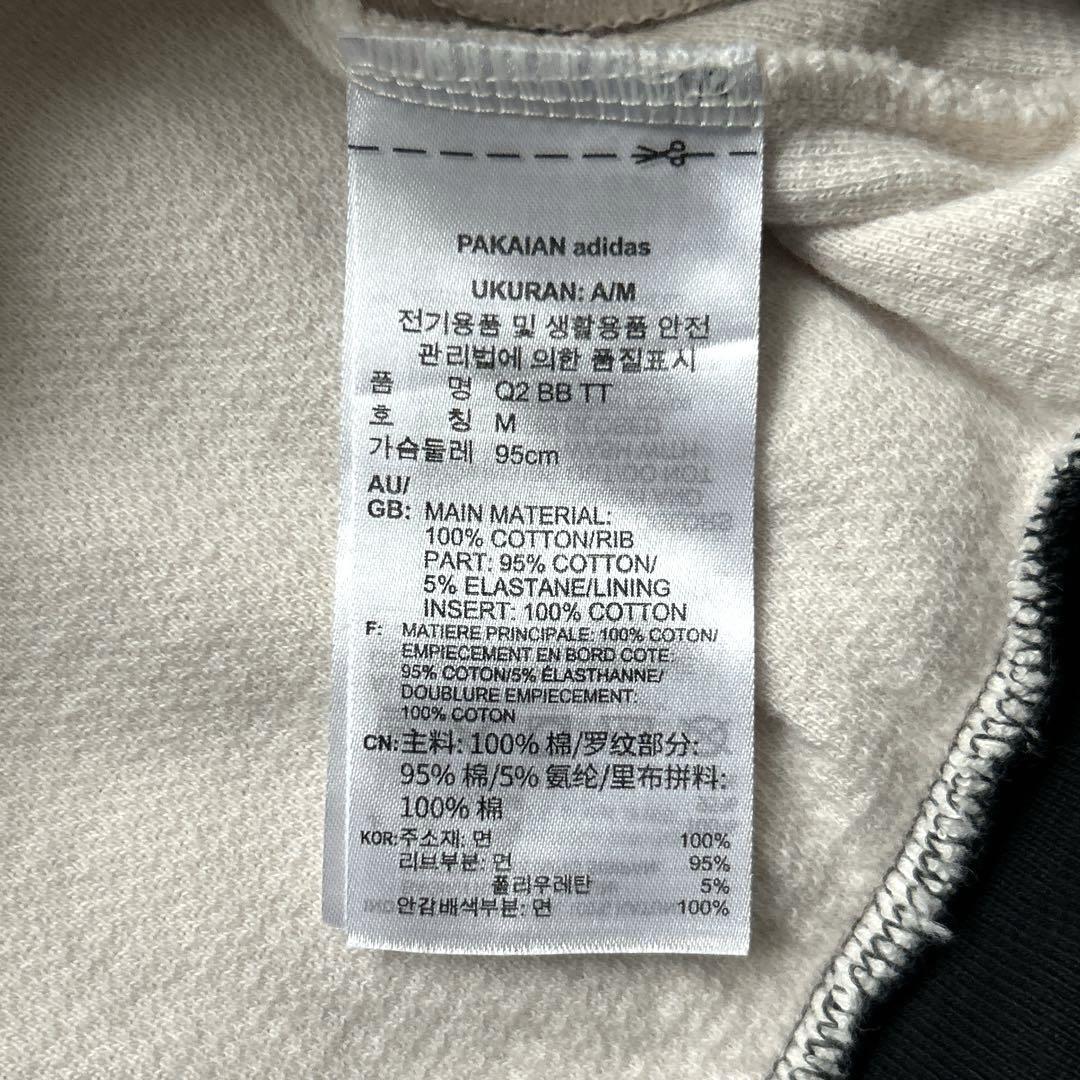 PAKAIAN adidas
UKURAN: A/M
전기용품 및 생활용품 안전
관리법에 의한 품질표시
품 명 Q2 BB TT
호 칭 M
가슴둘레 95cm
AU/
GB: MAIN MATERIAL:
100% COTTON/RIB
PART: 95% COTTON/
5% ELASTANE/LINING
INSERT: 100% COTTON
F: MATIERE PRINCIPALE: 100% COTON/
EMPIECEMENT EN BORD COTE:
95% COTON/5% ÉLASTHANNE/
DOUBLURE EMPIECEMENT:
100% COTON
CN: 主料: 100% 棉/罗纹部分:
95% 棉/5% 氨纶/里布拼料:
100% 棉
KOR: 주소재: 면 100%
리브부분: 면 95%
폴리우레탄 5%
안감배색부분: 면 100%